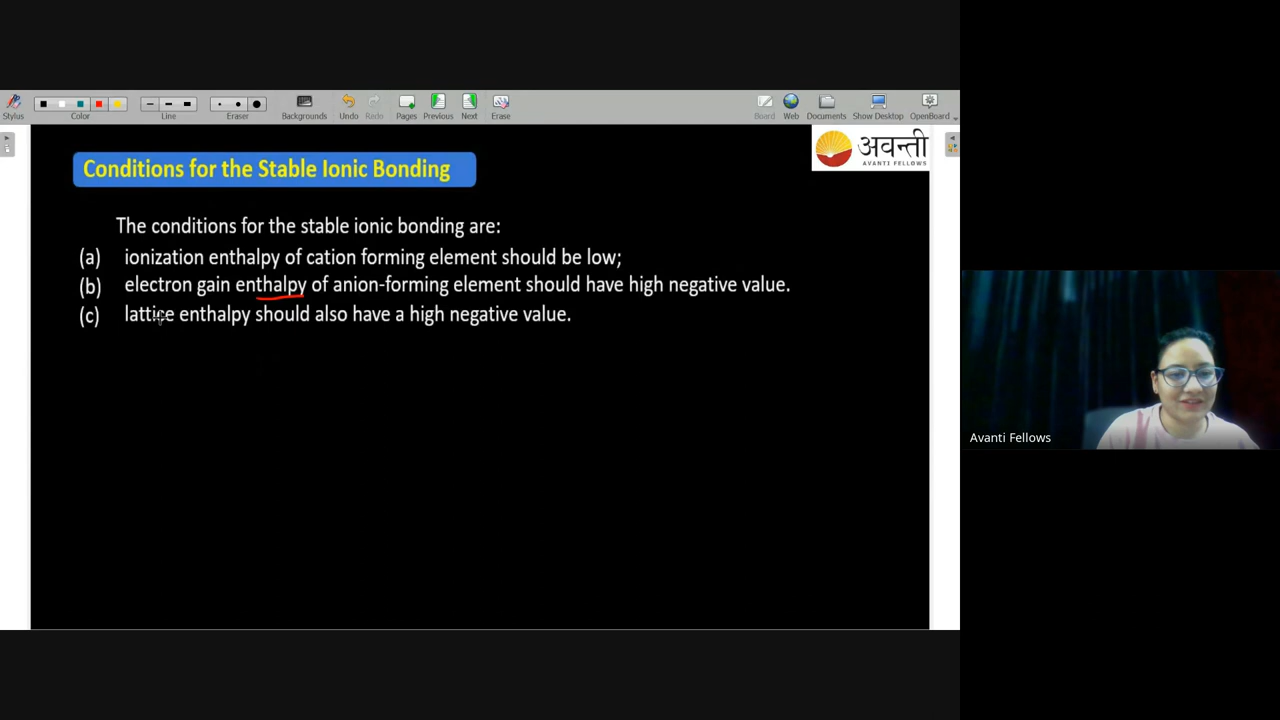 Stylus
Color
Line
Eraser
Backgrounds
Undo
Redo
Pages
Previous
Next
Erase
Board
Web
Documents
Show Desktop
OpenBoard
अवन्ती
AVANTI FELLOWS
Conditions for the Stable Ionic Bonding
The conditions for the stable ionic bonding are:
(a) ionization enthalpy of cation forming element should be low;
(b) electron gain enthalpy of anion-forming element should have high negative value.
(c) lattice enthalpy should also have a high negative value.
Avanti Fellows